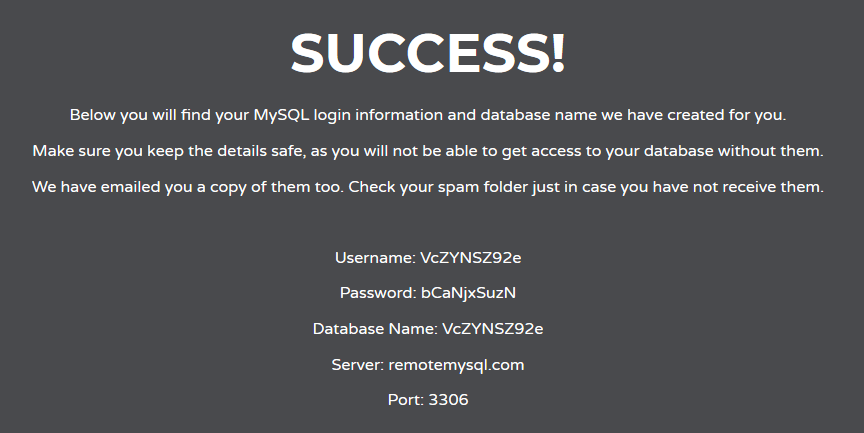 SUCCESS!
Below you will find your MySQL login information and database name we have created for you.
Make sure you keep the details safe, as you will not be able to get access to your database without them.
We have emailed you a copy of them too. Check your spam folder just in case you have not receive them.
Username: VcZYNSZ92e
Password: bCaNjxSuzN
Database Name: VcZYNSZ92e
Server: remotemysql.com
Port: 3306